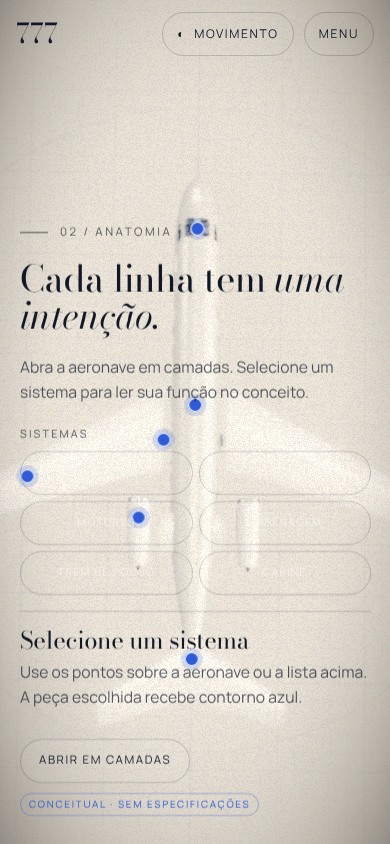 777
MOVIMENTO
MENU
02 / ANATOMIA
Cada linha tem uma
intenção.
Abra a aeronave em camadas. Selecione um
sistema para ler sua função no conceito.
SISTEMAS
CABINE
Selecione um sistema
Use os pontos sobre a aeronave ou a lista acima.
A peça escolhida recebe contorno azul.
ABRIR EM CAMADAS
CONCEITUAL · SEM ESPECIFICAÇÕES